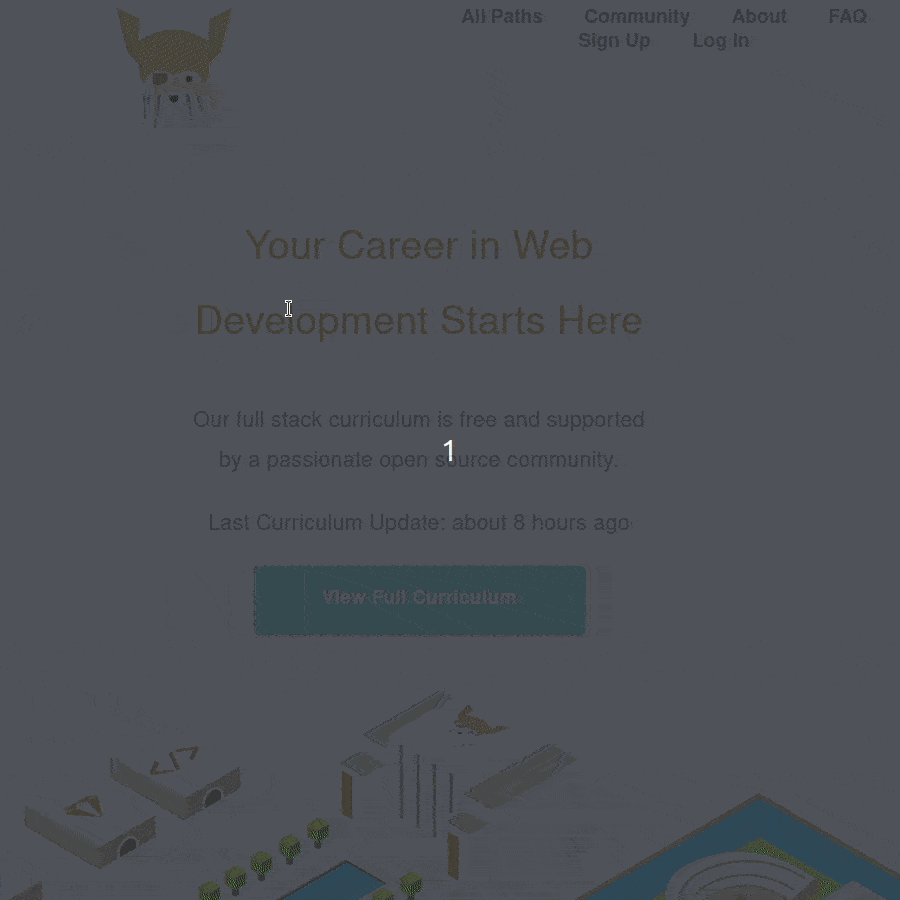 All Paths Community About FAQ
Sign Up Log In
Your Career in Web
Development Starts Here
Our full stack curriculum is free and supported
by a passionate open source community.
1
Last Curriculum Update: about 8 hours ago
View Full Curriculum